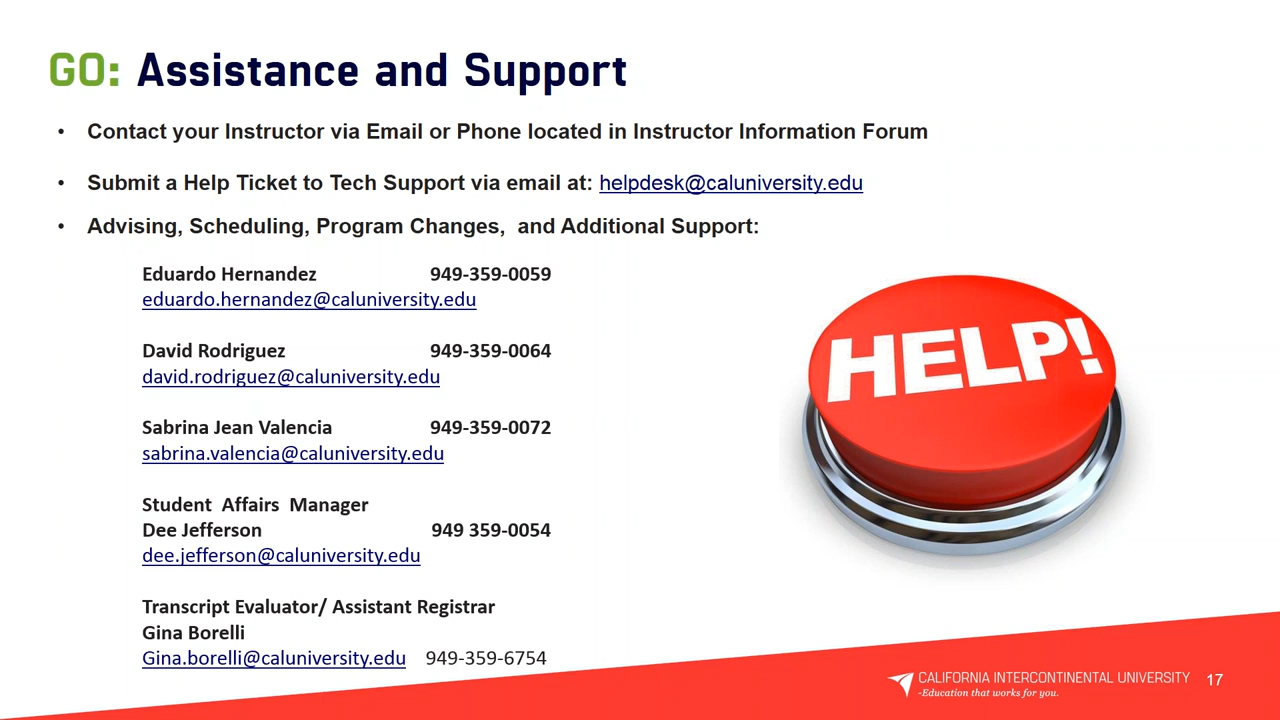 GO: Assistance and Support
• Contact your Instructor via Email or Phone located in Instructor Information Forum
• Submit a Help Ticket to Tech Support via email at: helpdesk@caluniversity.edu
• Advising, Scheduling, Program Changes,  and Additional Support:
Eduardo Hernandez 949-359-0059
eduardo.hernandez@caluniversity.edu
David Rodriguez 949-359-0064
david.rodriguez@caluniversity.edu
Sabrina Jean Valencia 949-359-0072
sabrina.valencia@caluniversity.edu
Student  Affairs  Manager
Dee Jefferson 949 359-0054
dee.jefferson@caluniversity.edu
Transcript Evaluator/ Assistant Registrar
Gina Borelli
Gina.borelli@caluniversity.edu 949-359-6754
HELP!
CALIFORNIA INTERCONTINENTAL UNIVERSITY
-Education that works for you.
17